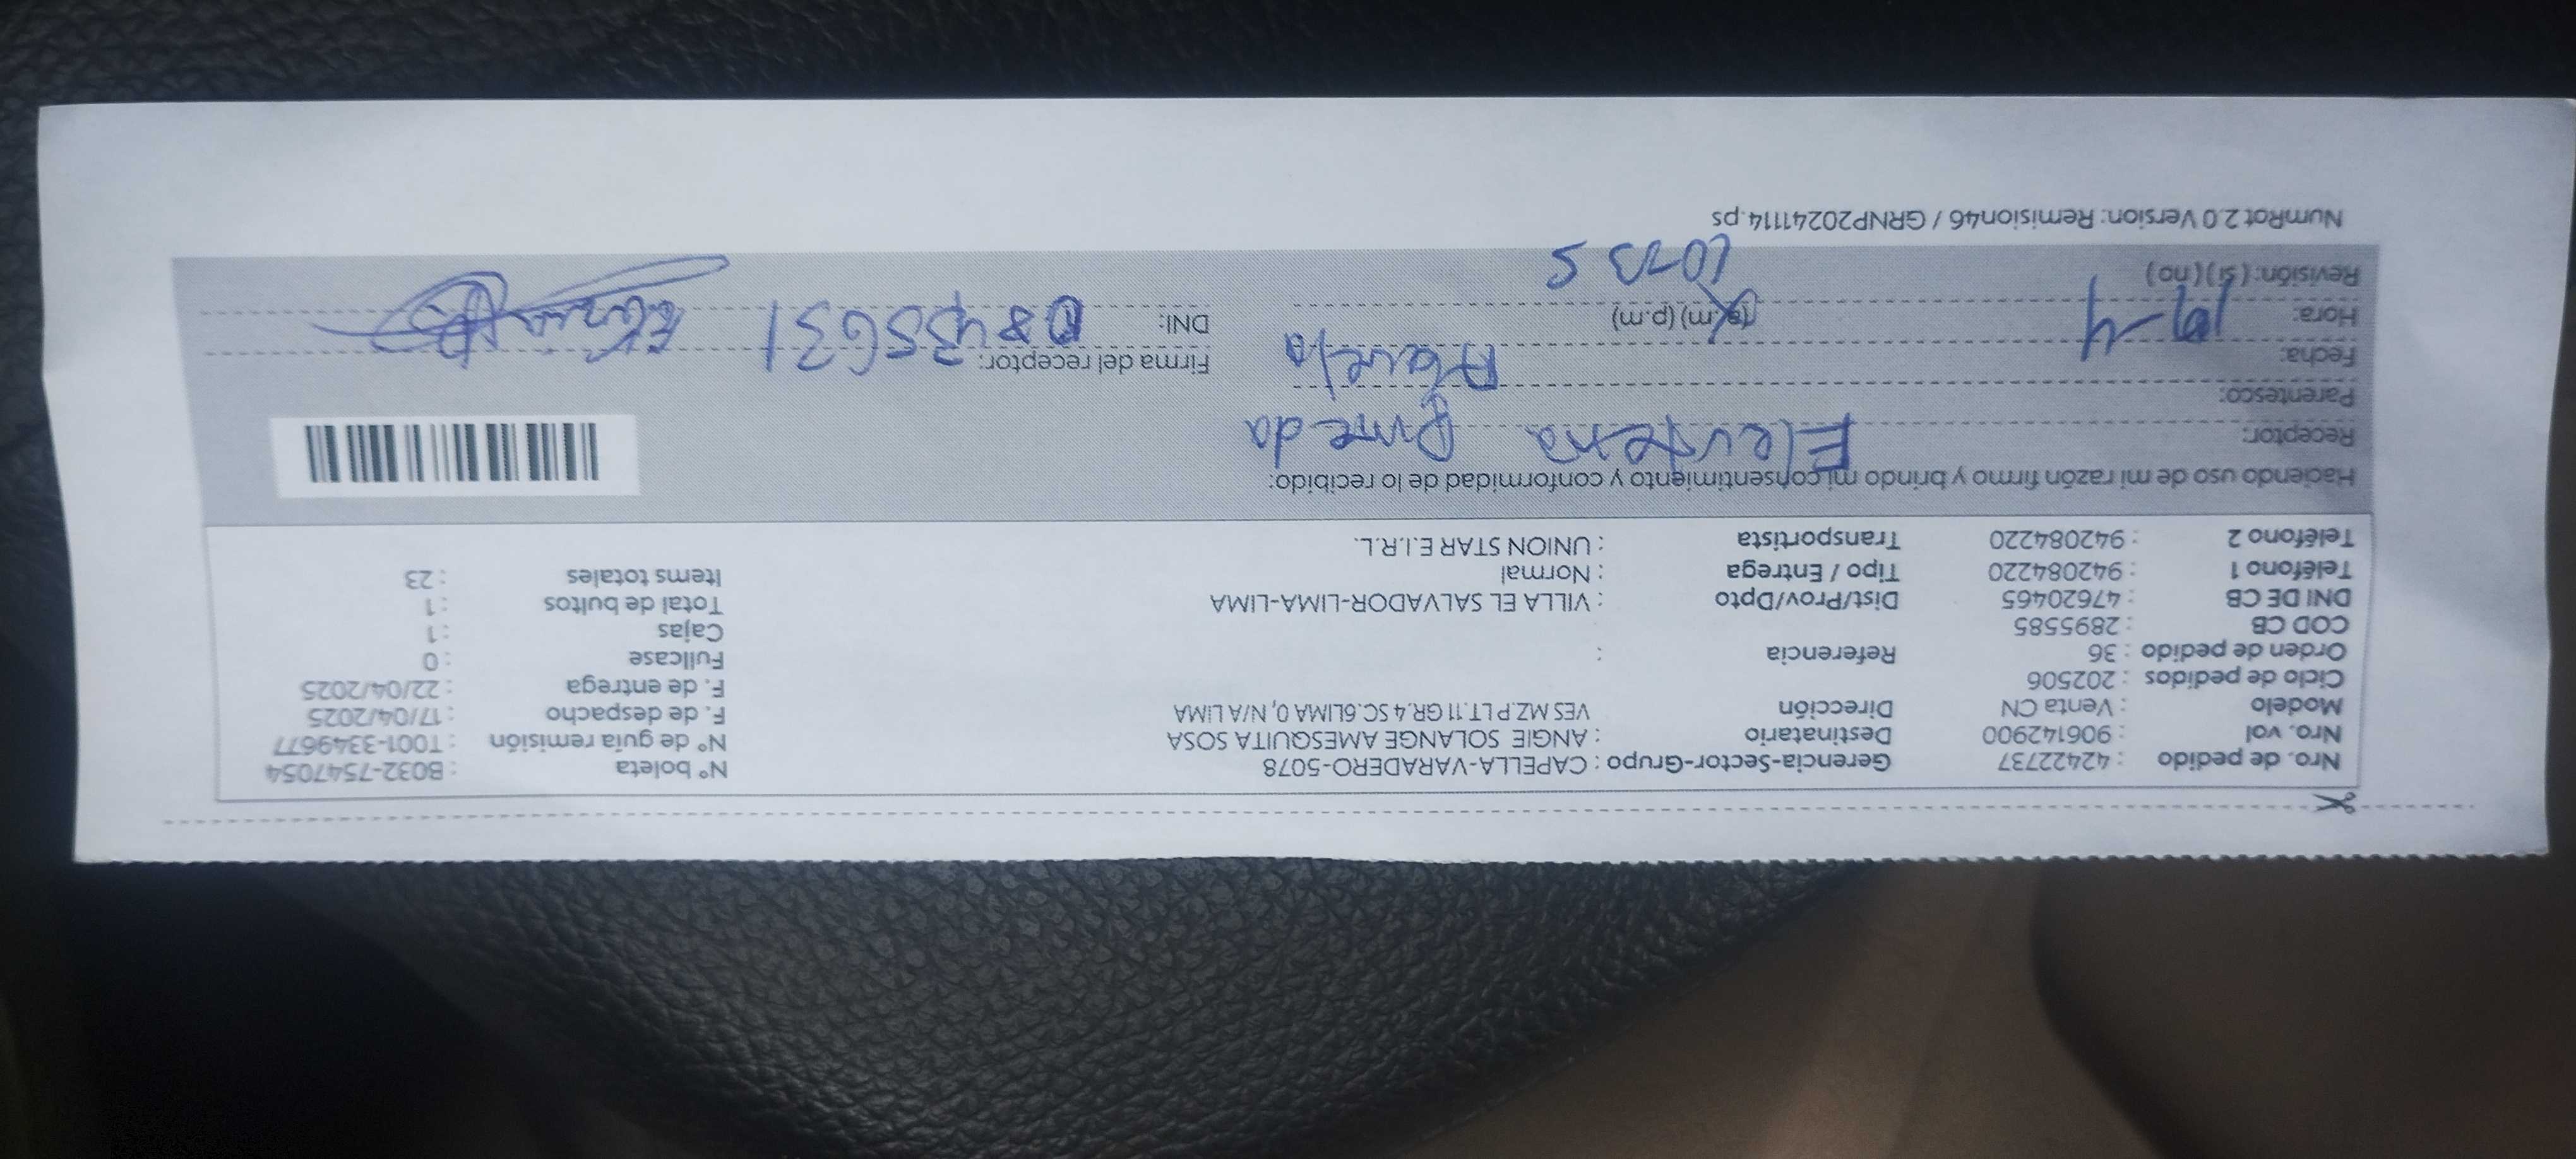 Nro. de pedido : 42422737 Gerencia-Sector-Grupo : CAPELLA-VARADERO-5078 N° boleta : B032-7547054
Nro. vol : 906142900 Destinatario : ANGIE SOLANGE AMESQUITA SOSA N° de guía remisión : T001-3349677
Modelo : Venta CN Dirección VES MZ.P LT.11 GR.4 SC.6LIMA 0, N/A LIMA F. de despacho : 17/04/2025
Ciclo de pedidos : 202506 F. de entrega : 22/04/2025
Orden de pedido : 36 Referencia : Fullcase : 0
COD CB : 2895585 Cajas : 1
DNI DE CB : 47620465 Dist/Prov/Dpto : VILLA EL SALVADOR-LIMA-LIMA Total de bultos : 1
Teléfono 1 : 942084220 Tipo / Entrega : Normal Items totales : 23
Teléfono 2 : 942084220 Transportista : UNION STAR E.I.R.L.
Haciendo uso de mi razón firmo y brindo mi consentimiento y conformidad de lo recibido:
Receptor: Eleuteria Pineda
Parentesco: Abuela
Fecha: Firma del receptor:
Hora: (a.m) (p.m) DNI: 08435631
Revisión: ( si ) ( no )
NumRot 2.0 Version: Remision46 / GRNP20241114.ps